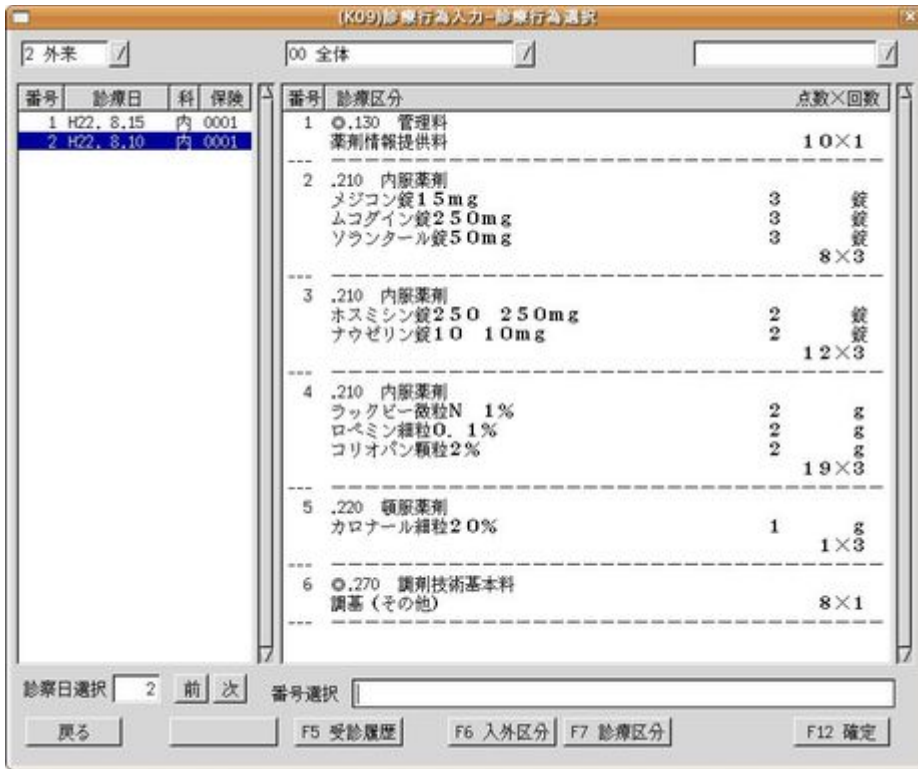 (K09)診療行為入力-診療行為選択
2 外来
00 全体
番号 診療日 科 保険
1 H22. 8.15 内 0001
2 H22. 8.10 内 0001
番号 診療区分 点数×回数
1 ◎.130 管理料
薬剤情報提供料 10×1
2 .210 内服薬剤
メジコン錠15mg 3 錠
ムコダイン錠250mg 3 錠
ソランタール錠50mg 3 錠
8×3
3 .210 内服薬剤
ホスミシン錠250 250mg 2 錠
ナウゼリン錠10 10mg 2 錠
12×3
4 .210 内服薬剤
ラックビー微粒N 1% 2 g
ロペミン細粒0.1% 2 g
コリオパン顆粒2% 2 g
19×3
5 .220 頓服薬剤
カロナール細粒20% 1 g
1×3
6 ◎.270 調剤技術基本料
調基(その他) 8×1
診察日選択 2 前 次 番号選択
戻る F5 受診履歴 F6 入外区分 F7 診療区分 F12 確定